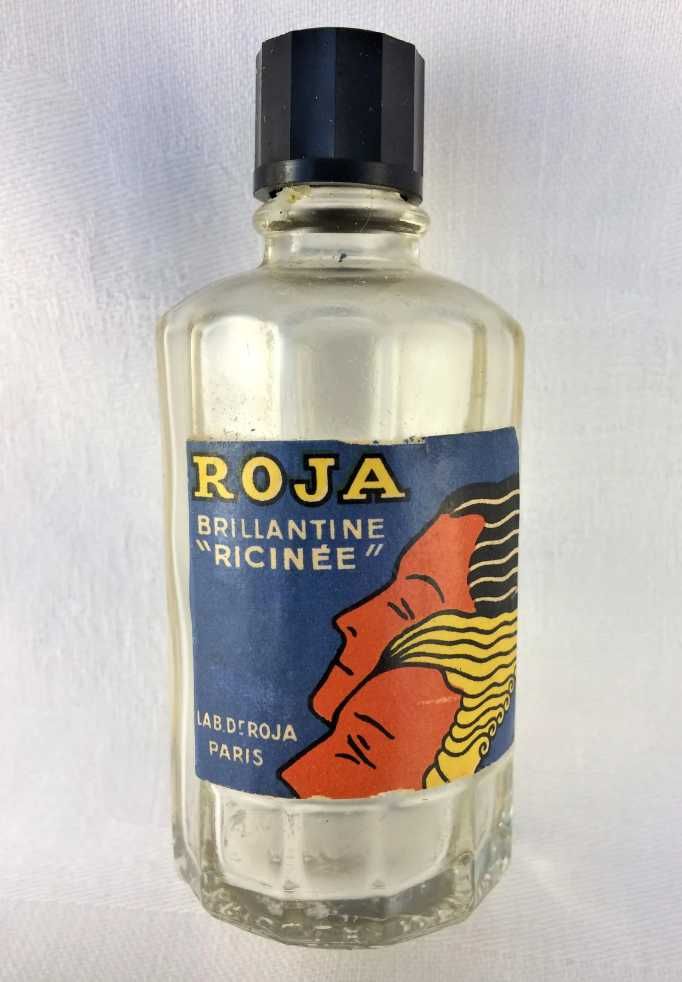 ROJA
BRILLANTINE
"RICINÉE"
LAB. Dr ROJA
PARIS